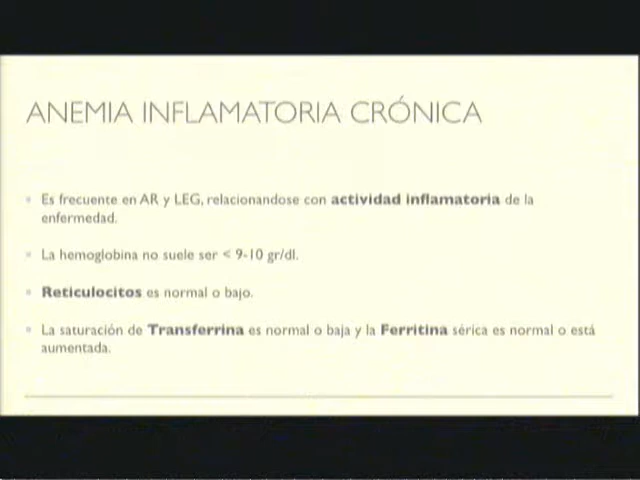 ANEMIA INFLAMATORIA CRÓNICA
Es frecuente en AR y LEG, relacionandose con actividad inflamatoria de la
enfermedad.
La hemoglobina no suele ser < 9-10 gr/dl.
Reticulocitos es normal o bajo.
La saturación de Transferrina es normal o baja y la Ferritina sérica es normal o está
aumentada.